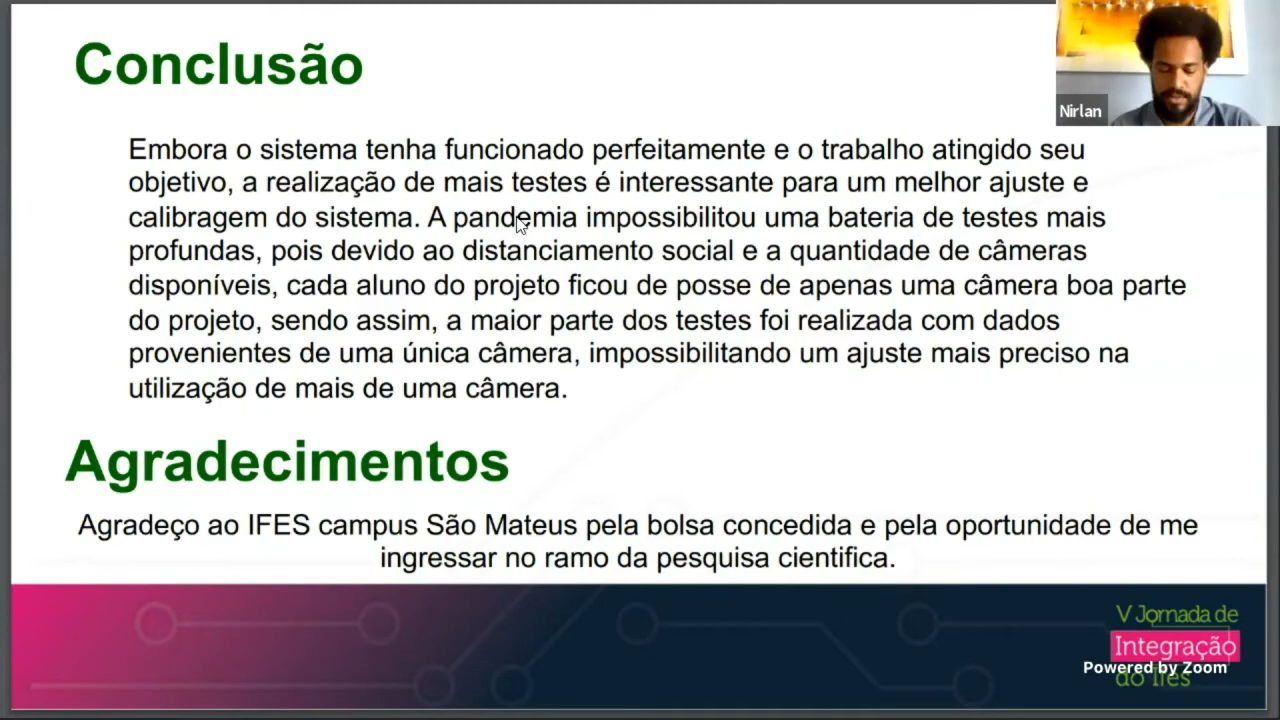 Conclusão
Nirlan
Embora o sistema tenha funcionado perfeitamente e o trabalho atingido seu
objetivo, a realização de mais testes é interessante para um melhor ajuste e
calibragem do sistema. A pandemia impossibilitou uma bateria de testes mais
profundas, pois devido ao distanciamento social e a quantidade de câmeras
disponíveis, cada aluno do projeto ficou de posse de apenas uma câmera boa parte
do projeto, sendo assim, a maior parte dos testes foi realizada com dados
provenientes de uma única câmera, impossibilitando um ajuste mais preciso na
utilização de mais de uma câmera.
Agradecimentos
Agradeço ao IFES campus São Mateus pela bolsa concedida e pela oportunidade de me
ingressar no ramo da pesquisa cientifica.
V Jornada de
Integração
Powered by Zoom
do Ifes